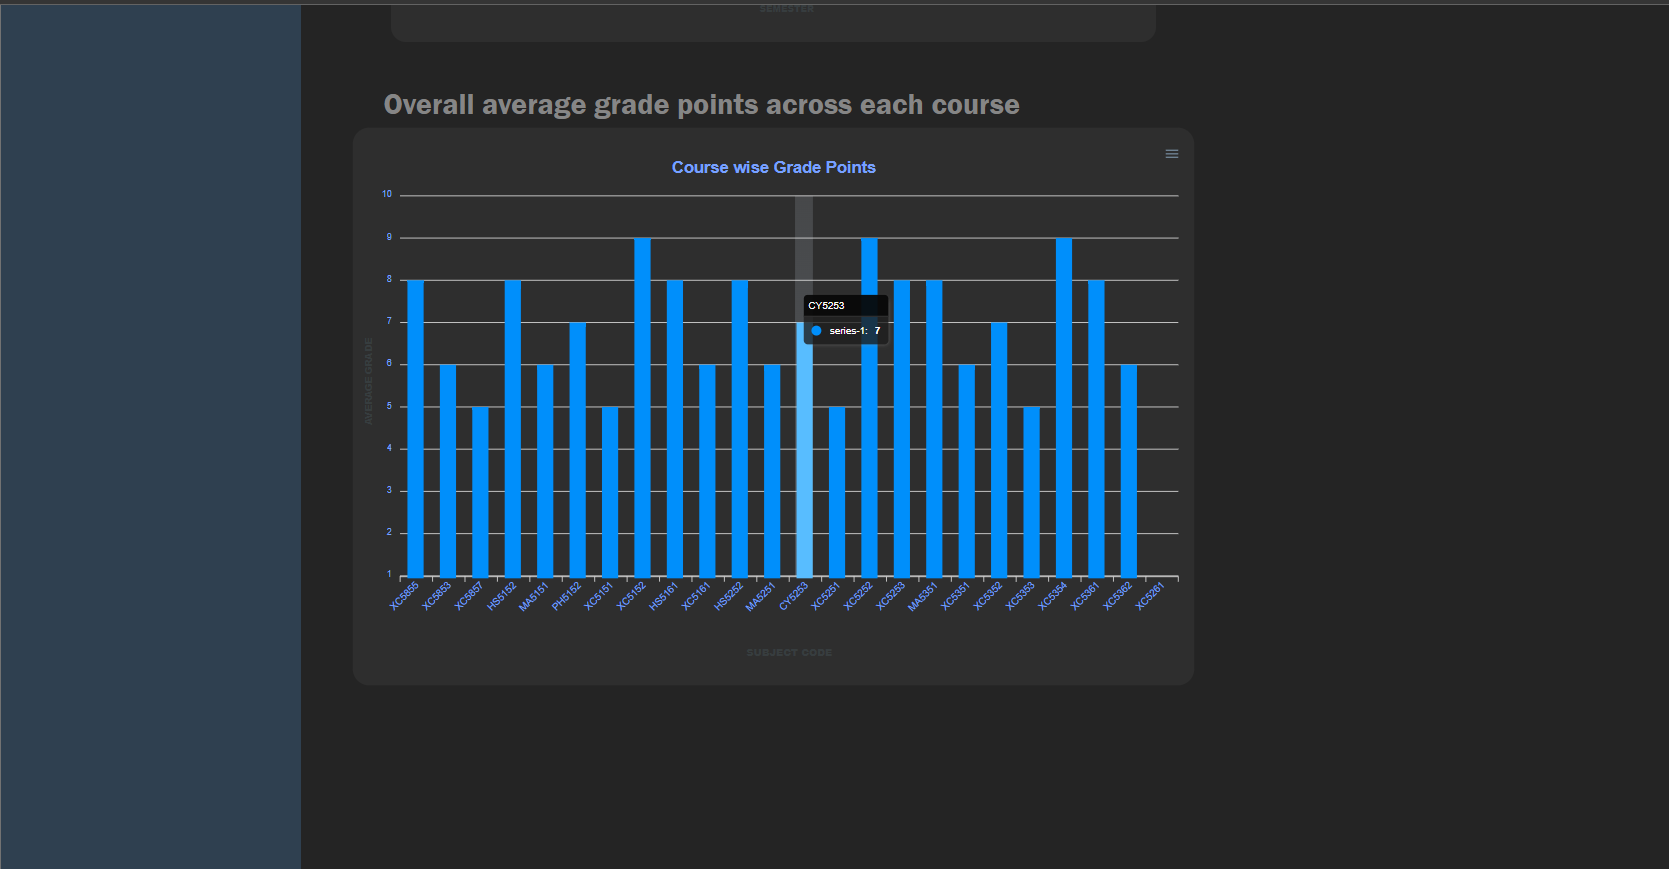 SEMESTER
Overall average grade points across each course
Course wise Grade Points
10
9
8
7
6
5
4
3
2
1
AVERAGE GRADE
CY5253
series-1: 7
XC5855
XC5853
XC5857
HS5152
MA5151
PH5152
XC5151
XC5152
HS5161
XC5161
HS5252
MA5251
CY5253
XC5251
XC5252
XC5253
MA5351
XC5351
XC5352
XC5353
XC5354
XC5361
XC5362
XC5261
SUBJECT CODE